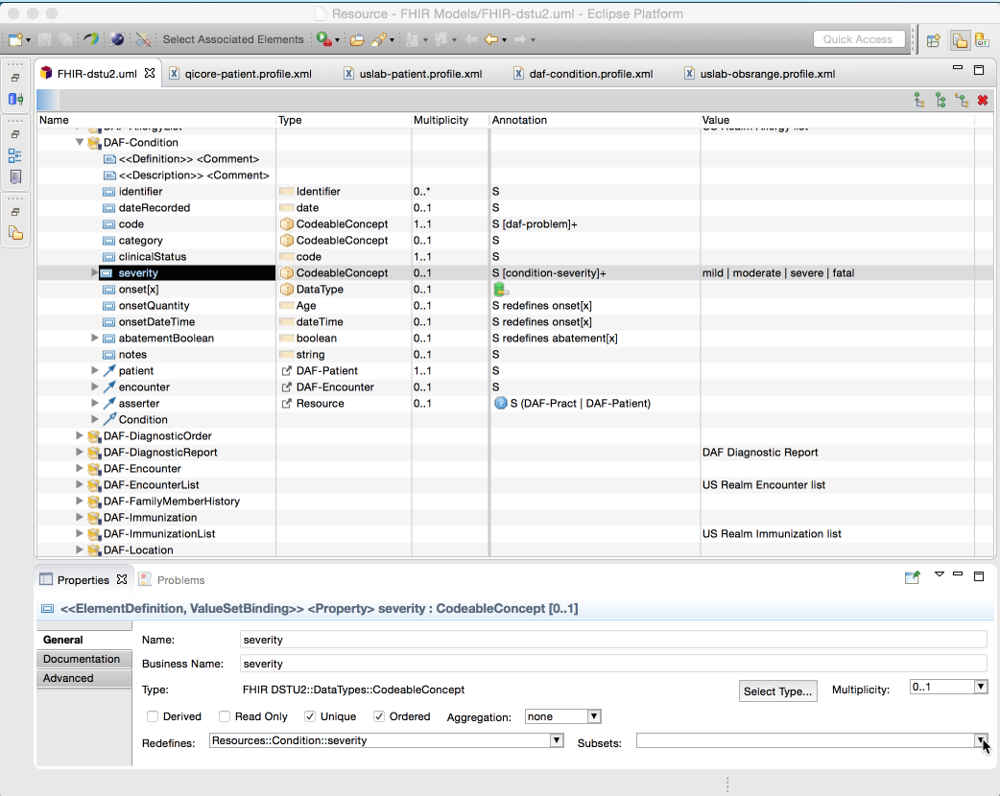 Resource - FHIR Models/FHIR-dstu2.uml - Eclipse Platform
Select Associated Elements Quick Access GIT
FHIR-dstu2.uml qicore-patient.profile.xml uslab-patient.profile.xml daf-condition.profile.xml uslab-obsrange.profile.xml
Name Type Multiplicity Annotation Value
DAF-AllergyList US Realm Allergy list
DAF-Condition
<<Definition>> <Comment>
<<Description>> <Comment>
identifier Identifier 0..* S
dateRecorded date 0..1 S
code CodeableConcept 1..1 S [daf-problem]+
category CodeableConcept 0..1 S
clinicalStatus code 1..1 S
severity CodeableConcept 0..1 S [condition-severity]+ mild | moderate | severe | fatal
onset[x] DataType 0..1
onsetQuantity Age 0..1 S redefines onset[x]
onsetDateTime dateTime 0..1 S redefines onset[x]
abatementBoolean boolean 0..1 S redefines abatement[x]
notes string 0..1 S
patient DAF-Patient 1..1 S
encounter DAF-Encounter 0..1 S
asserter Resource 0..1 S (DAF-Pract | DAF-Patient)
Condition
DAF-DiagnosticOrder
DAF-DiagnosticReport DAF Diagnostic Report
DAF-Encounter
DAF-EncounterList US Realm Encounter list
DAF-FamilyMemberHistory
DAF-Immunization
DAF-ImmunizationList US Realm Immunization list
DAF-Location
Properties Problems
<<ElementDefinition, ValueSetBinding>> <Property> severity : CodeableConcept [0..1]
General Name: severity
Documentation Business Name: severity
Advanced Type: FHIR DSTU2::DataTypes::CodeableConcept Select Type... Multiplicity: 0..1
Derived Read Only Unique Ordered Aggregation: none
Redefines: Resources::Condition::severity Subsets: